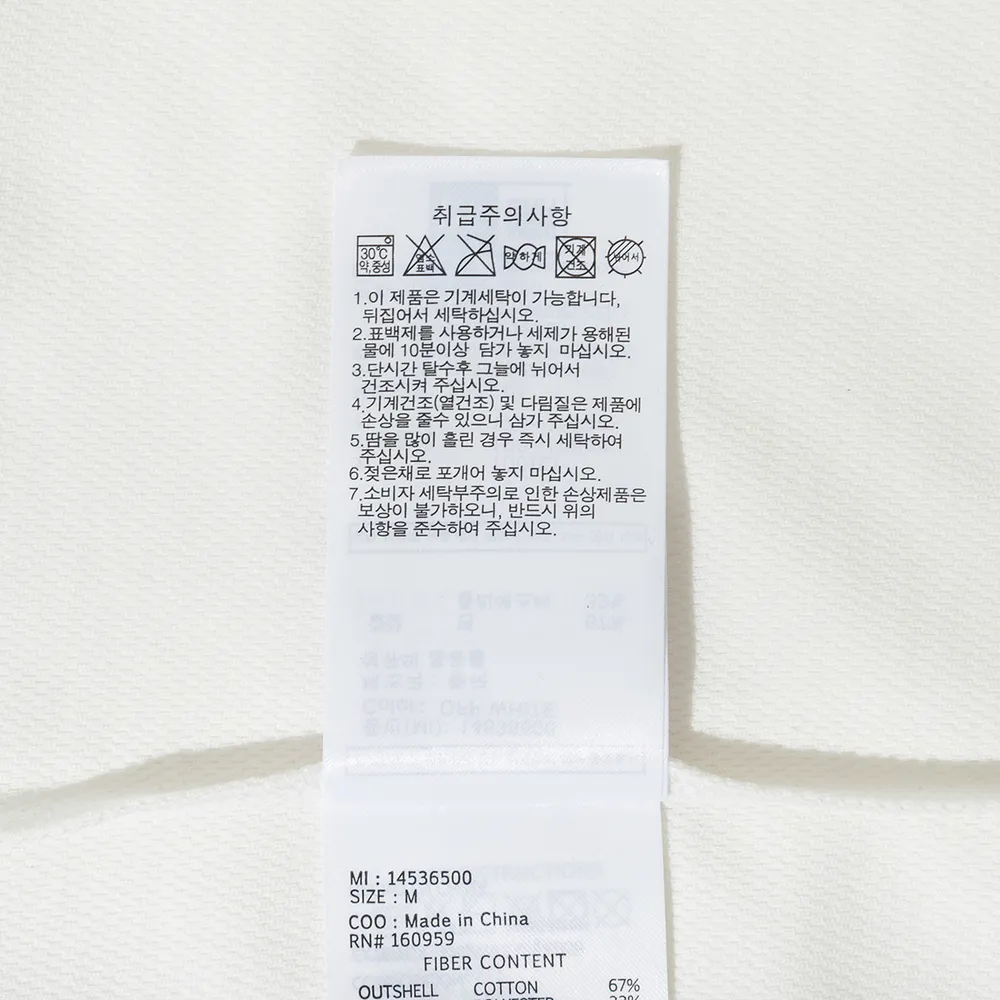 취급주의사항
30℃ 약,중성 염소 표백 약하게 기계 건조 뉘어서
1.이 제품은 기계세탁이 가능합니다,
뒤집어서 세탁하십시오.
2.표백제를 사용하거나 세제가 용해된
물에 10분이상 담가 놓지 마십시오.
3.단시간 탈수후 그늘에 뉘어서
건조시켜 주십시오.
4.기계건조(열건조) 및 다림질은 제품에
손상을 줄수 있으니 삼가 주십시오.
5.땀을 많이 흘린 경우 즉시 세탁하여
주십시오.
6.젖은채로 포개어 놓지 마십시오.
7.소비자 세탁부주의로 인한 손상제품은
보상이 불가하오니, 반드시 위의
사항을 준수하여 주십시오.
MI : 14536500
SIZE : M
COO : Made in China
RN# 160959
FIBER CONTENT
OUTSHELL COTTON 67%
POLYESTER 33%